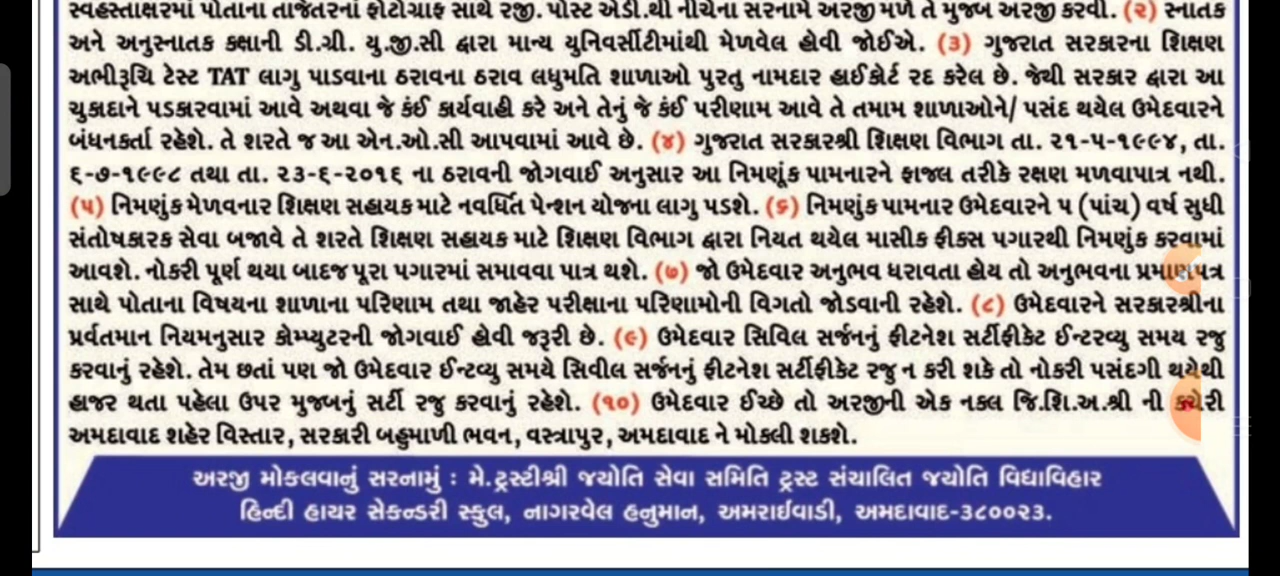 સ્વહસ્તાક્ષરમાં પોતાના તાજેતરના ફોટોગ્રાફ સાથે રજી. પોસ્ટ એડી.થી નીચેના સરનામે અરજી મળે તે મુજબ અરજી કરવી. (૨) સ્નાતક
અને અનુસ્નાતક કક્ષાની ડી.ગ્રી. યુ.જી.સી દ્વારા માન્ય યુનિવર્સીટીમાંથી મેળવેલ હોવી જોઈએ. (૩) ગુજરાત સરકારના શિક્ષણ
અભીરૂચિ ટેસ્ટ TAT લાગુ પાડવાના ઠરાવના ઠરાવ લઘુમતિ શાળાઓ પુરતુ નામદાર હાઈકોર્ટ રદ કરેલ છે. જેથી સરકાર દ્વારા આ
ચુકાદાને પડકારવામાં આવે અથવા જે કંઈ કાર્યવાહી કરે અને તેનું જે કંઈ પરીણામ આવે તે તમામ શાળાઓને/ પસંદ થયેલ ઉમેદવારને
બંધનકર્તા રહેશે. તે શરતે જ આ એન.ઓ.સી આપવામાં આવે છે. (૪) ગુજરાત સરકારશ્રી શિક્ષણ વિભાગ તા. ૨૧-૫-૧૯૯૪, તા.
૬-૭-૧૯૯૮ તથા તા. ૨૩-૬-૨૦૧૬ ના ઠરાવની જોગવાઈ અનુસાર આ નિમણૂંક પામનારને ફાજલ તરીકે રક્ષણ મળવાપાત્ર નથી.
(૫) નિમણુંક મેળવનાર શિક્ષણ સહાયક માટે નવર્ધિત પેન્શન યોજના લાગુ પડશે. (૬) નિમણુંક પામનાર ઉમેદવારને ૫ (પાંચ) વર્ષ સુધી
સંતોષકારક સેવા બજાવે તે શરતે શિક્ષણ સહાયક માટે શિક્ષણ વિભાગ દ્વારા નિયત થયેલ માસીક ફીક્સ પગારથી નિમણુંક કરવામાં
આવશે. નોકરી પૂર્ણ થયા બાદજ પૂરા પગારમાં સમાવવા પાત્ર થશે. (૭) જો ઉમેદવાર અનુભવ ધરાવતા હોય તો અનુભવના પ્રમાણપત્ર
સાથે પોતાના વિષયના શાળાના પરિણામ તથા જાહેર પરીક્ષાના પરિણામોની વિગતો જોડવાની રહેશે. (૮) ઉમેદવારને સરકારશ્રીના
પ્રર્વતમાન નિયમનુસાર કોમ્પ્યુટરની જોગવાઈ હોવી જરૂરી છે. (૯) ઉમેદવાર સિવિલ સર્જનનું ફીટનેશ સર્ટીફીકેટ ઈન્ટરવ્યુ સમય રજુ
કરવાનું રહેશે. તેમ છતાં પણ જો ઉમેદવાર ઈન્ટવ્યુ સમયે સિવીલ સર્જનનું ફીટનેશ સર્ટીફીકેટ રજુ ન કરી શકે તો નોકરી પસંદગી થયેથી
હાજર થતા પહેલા ઉપર મુજબનું સર્ટી રજુ કરવાનું રહેશે. (૧૦) ઉમેદવાર ઈચ્છે તો અરજીની એક નકલ જિ.શિ.અ.શ્રી ની કચેરી
અમદાવાદ શહેર વિસ્તાર, સરકારી બહુમાળી ભવન, વસ્ત્રાપુર, અમદાવાદ ને મોકલી શકશે.
અરજી મોકલવાનું સરનામું : મે.ટ્રસ્ટીશ્રી જયોતિ સેવા સમિતિ ટ્રસ્ટ સંચાલિત જયોતિ વિદ્યાવિહાર
હિન્દી હાયર સેકન્ડરી સ્કુલ, નાગરવેલ હનુમાન, અમરાઈવાડી, અમદાવાદ-૩૮૦૦૨૩.